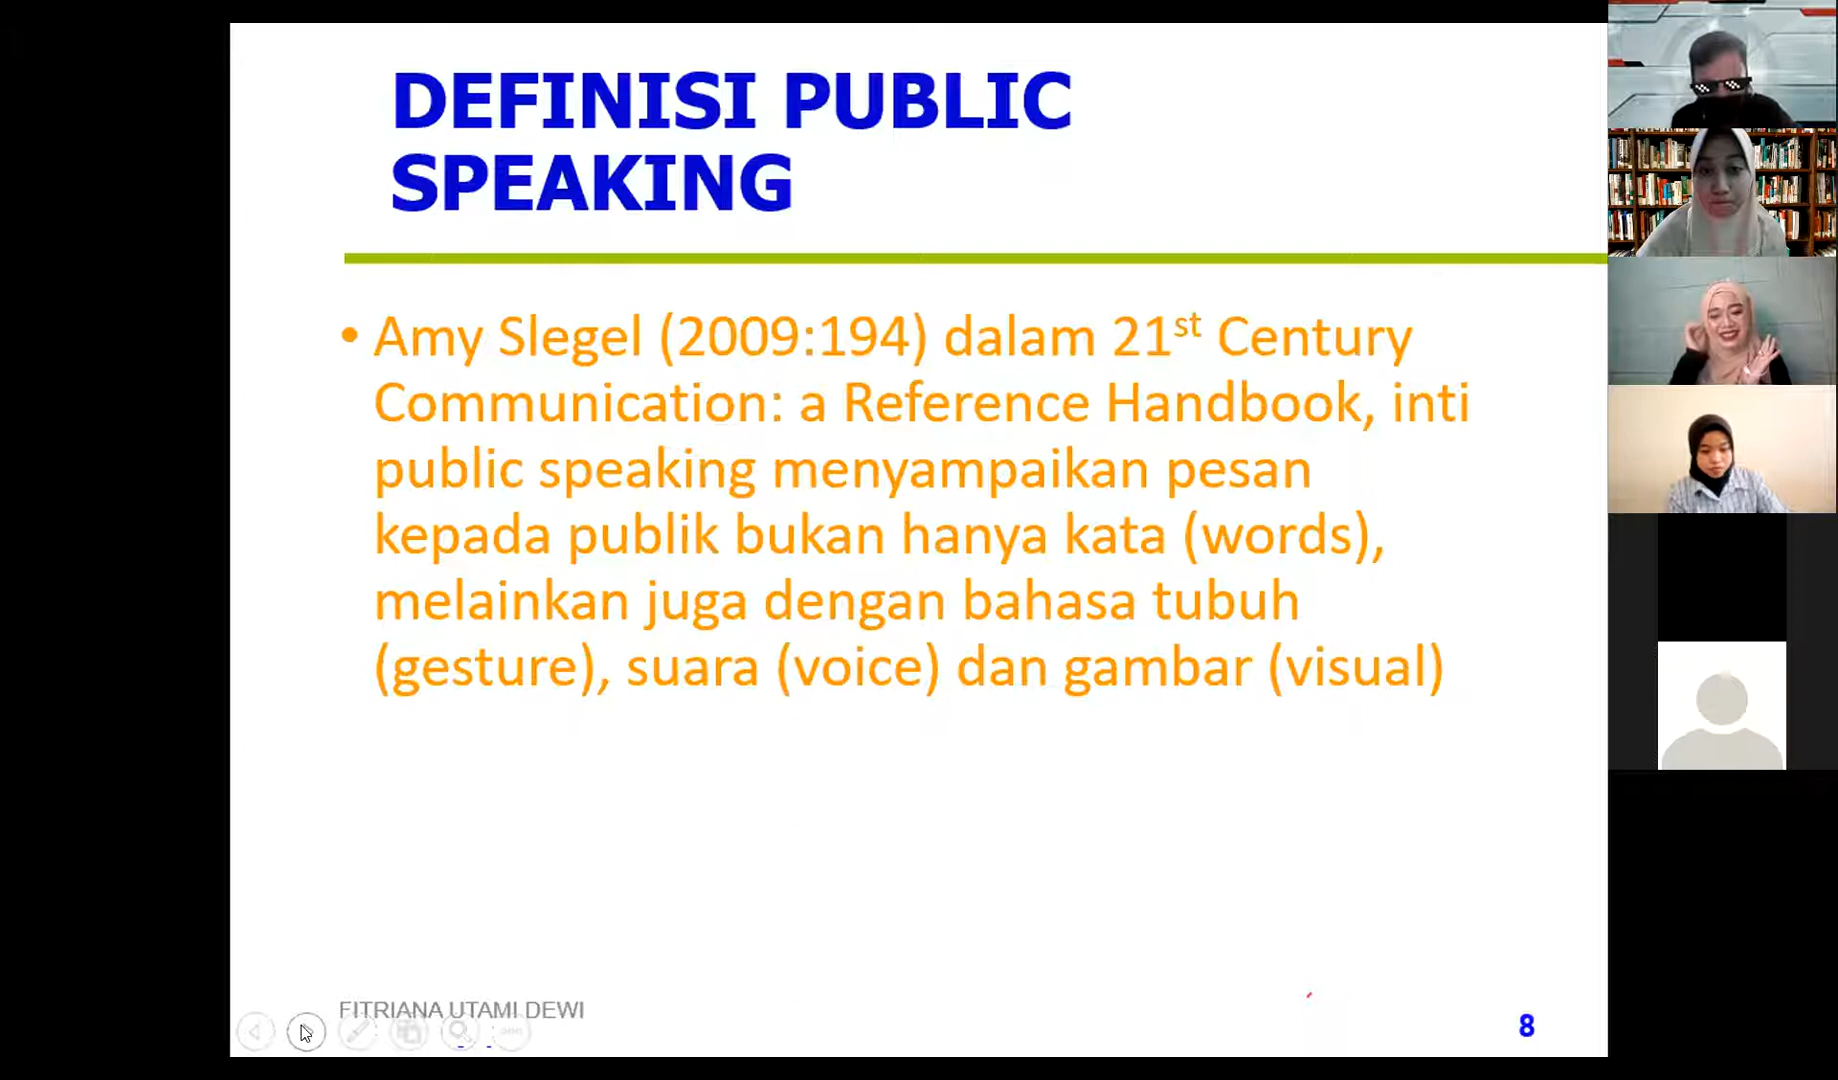 DEFINISI PUBLIC
SPEAKING
• Amy Slegel (2009:194) dalam 21st Century
Communication: a Reference Handbook, inti
public speaking menyampaikan pesan
kepada publik bukan hanya kata (words),
melainkan juga dengan bahasa tubuh
(gesture), suara (voice) dan gambar (visual)
FITRIANA UTAMI DEWI
8